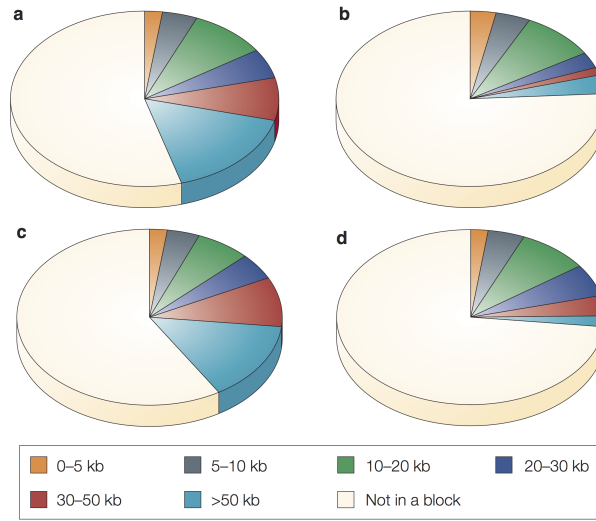 a
b
c
d
0–5 kb
5–10 kb
10–20 kb
20–30 kb
30–50 kb
>50 kb
Not in a block